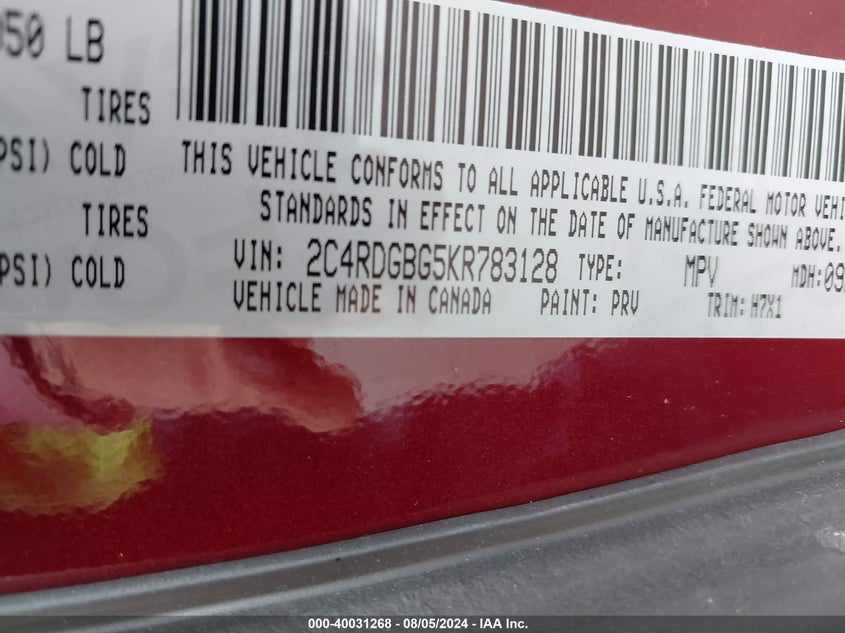 50 LB
TIRES
PSI) COLD
TIRES
PSI) COLD
THIS VEHICLE CONFORMS TO ALL APPLICABLE U.S.A. FEDERAL MOTOR VEHI
STANDARDS IN EFFECT ON THE DATE OF MANUFACTURE SHOWN ABOVE.
VIN: 2C4RDGBG5KR783128 TYPE: MPV MDH:09
VEHICLE MADE IN CANADA PAINT: PRV TRIM: H7X1
000-40031268 - 08/05/2024 - IAA Inc.